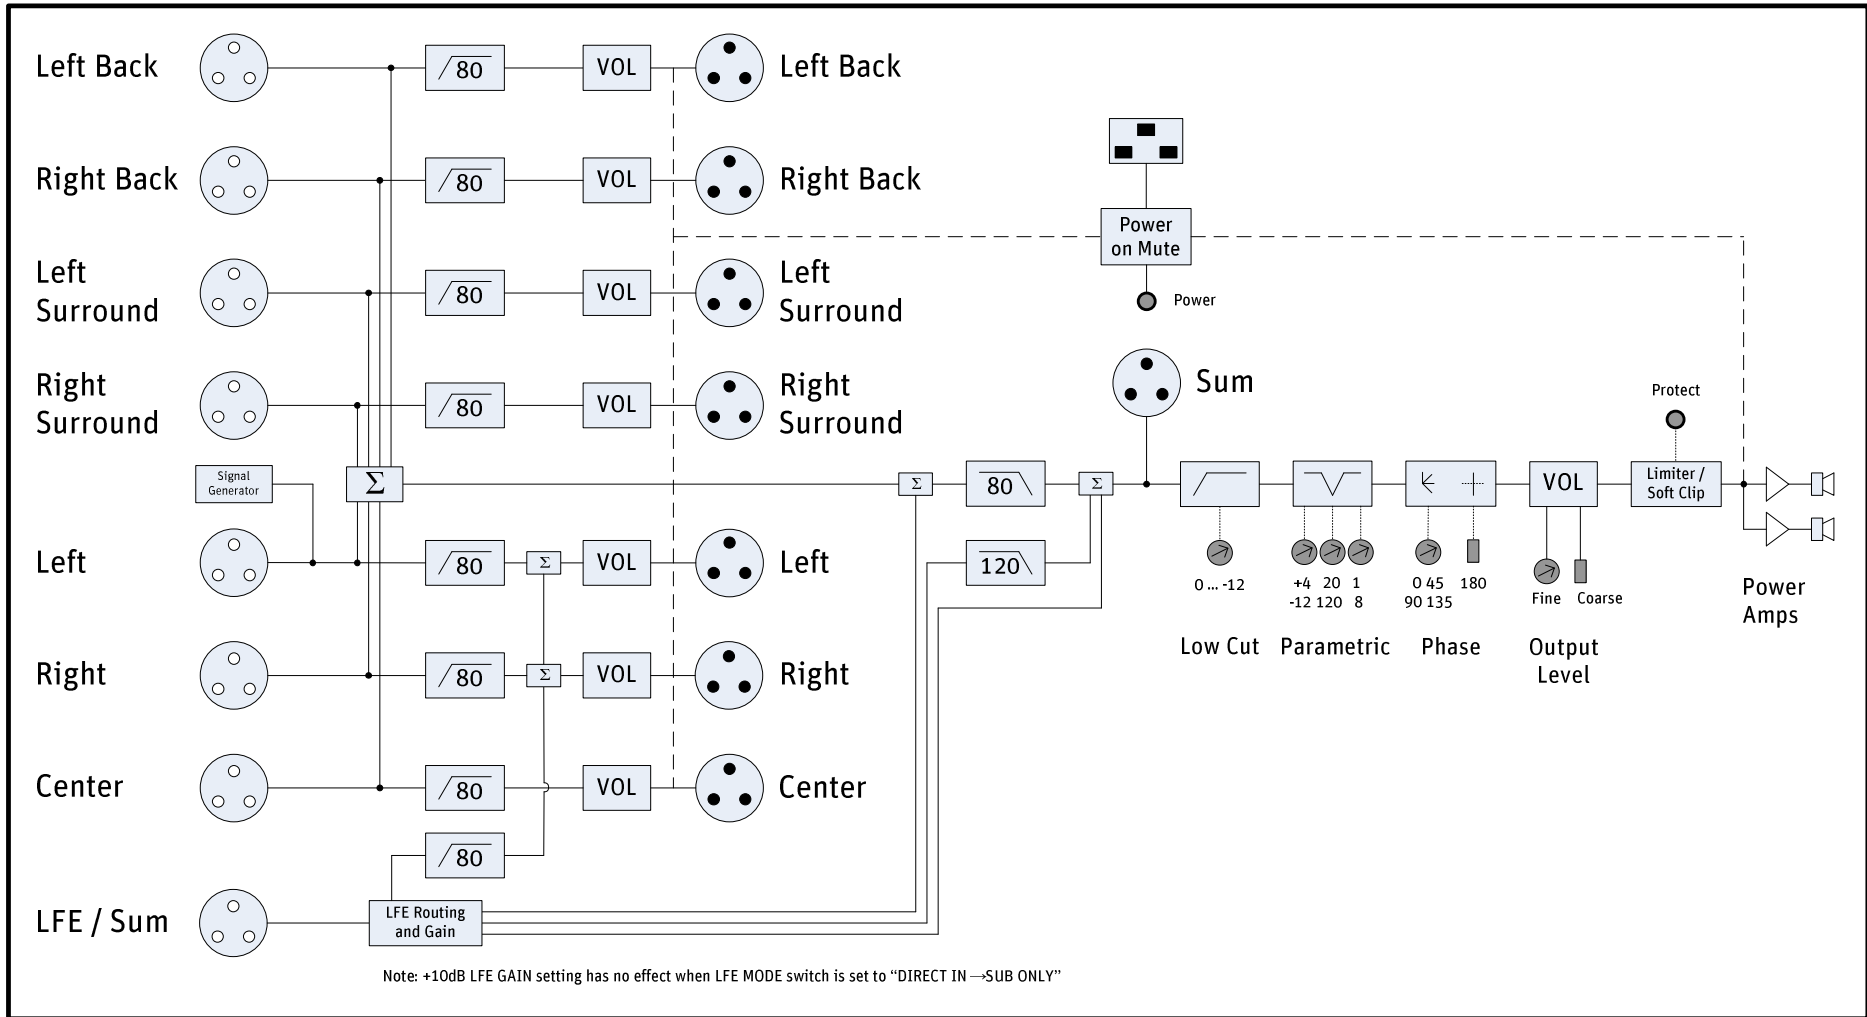 Left Back
80
VOL
Left Back
Right Back
80
VOL
Right Back
Power
on Mute
Left
Surround
80
VOL
Left
Surround
Power
Right
Surround
80
VOL
Right
Surround
Sum
Protect
Signal
Generator
Σ
Σ
80
Σ
VOL
Limiter /
Soft Clip
Left
80
Σ
VOL
Left
120
0 ... -12
+4 20 1
-12 120 8
0 45
90 135
180
Fine
Coarse
Power
Amps
Low Cut
Parametric
Phase
Output
Level
Right
80
Σ
VOL
Right
Center
80
VOL
Center
80
LFE / Sum
LFE Routing
and Gain
Note: +10dB LFE GAIN setting has no effect when LFE MODE switch is set to “DIRECT IN→SUB ONLY”